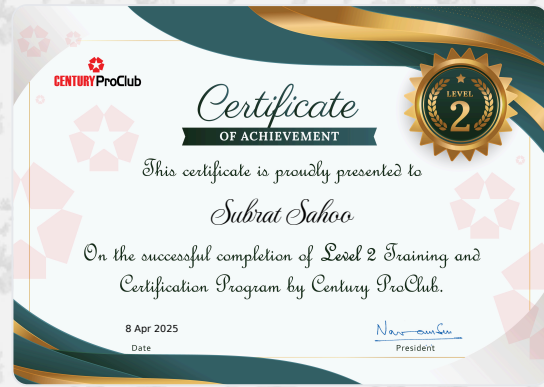 CENTURY ProClub
LEVEL
2
Certificate
OF ACHIEVEMENT
This certificate is proudly presented to
Subrat Sahoo
On the successful completion of Level 2 Training and
Certification Program by Century ProClub.
8 Apr 2025
Date
President